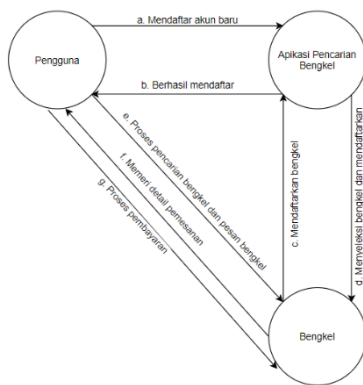 a. Mendaftar akun baru
Pengguna
Apikasi Pencarian
Bengkel
b. Berhasil mendaftar
e. Proses pencarian bengkel dan pesan bengkel
f. Memeri detail pemesanan
g. Proses pembayaran
c. Mendaftarkan bengkel
d. Menyeleksi bengkel dan mendaftarkan
Bengkel